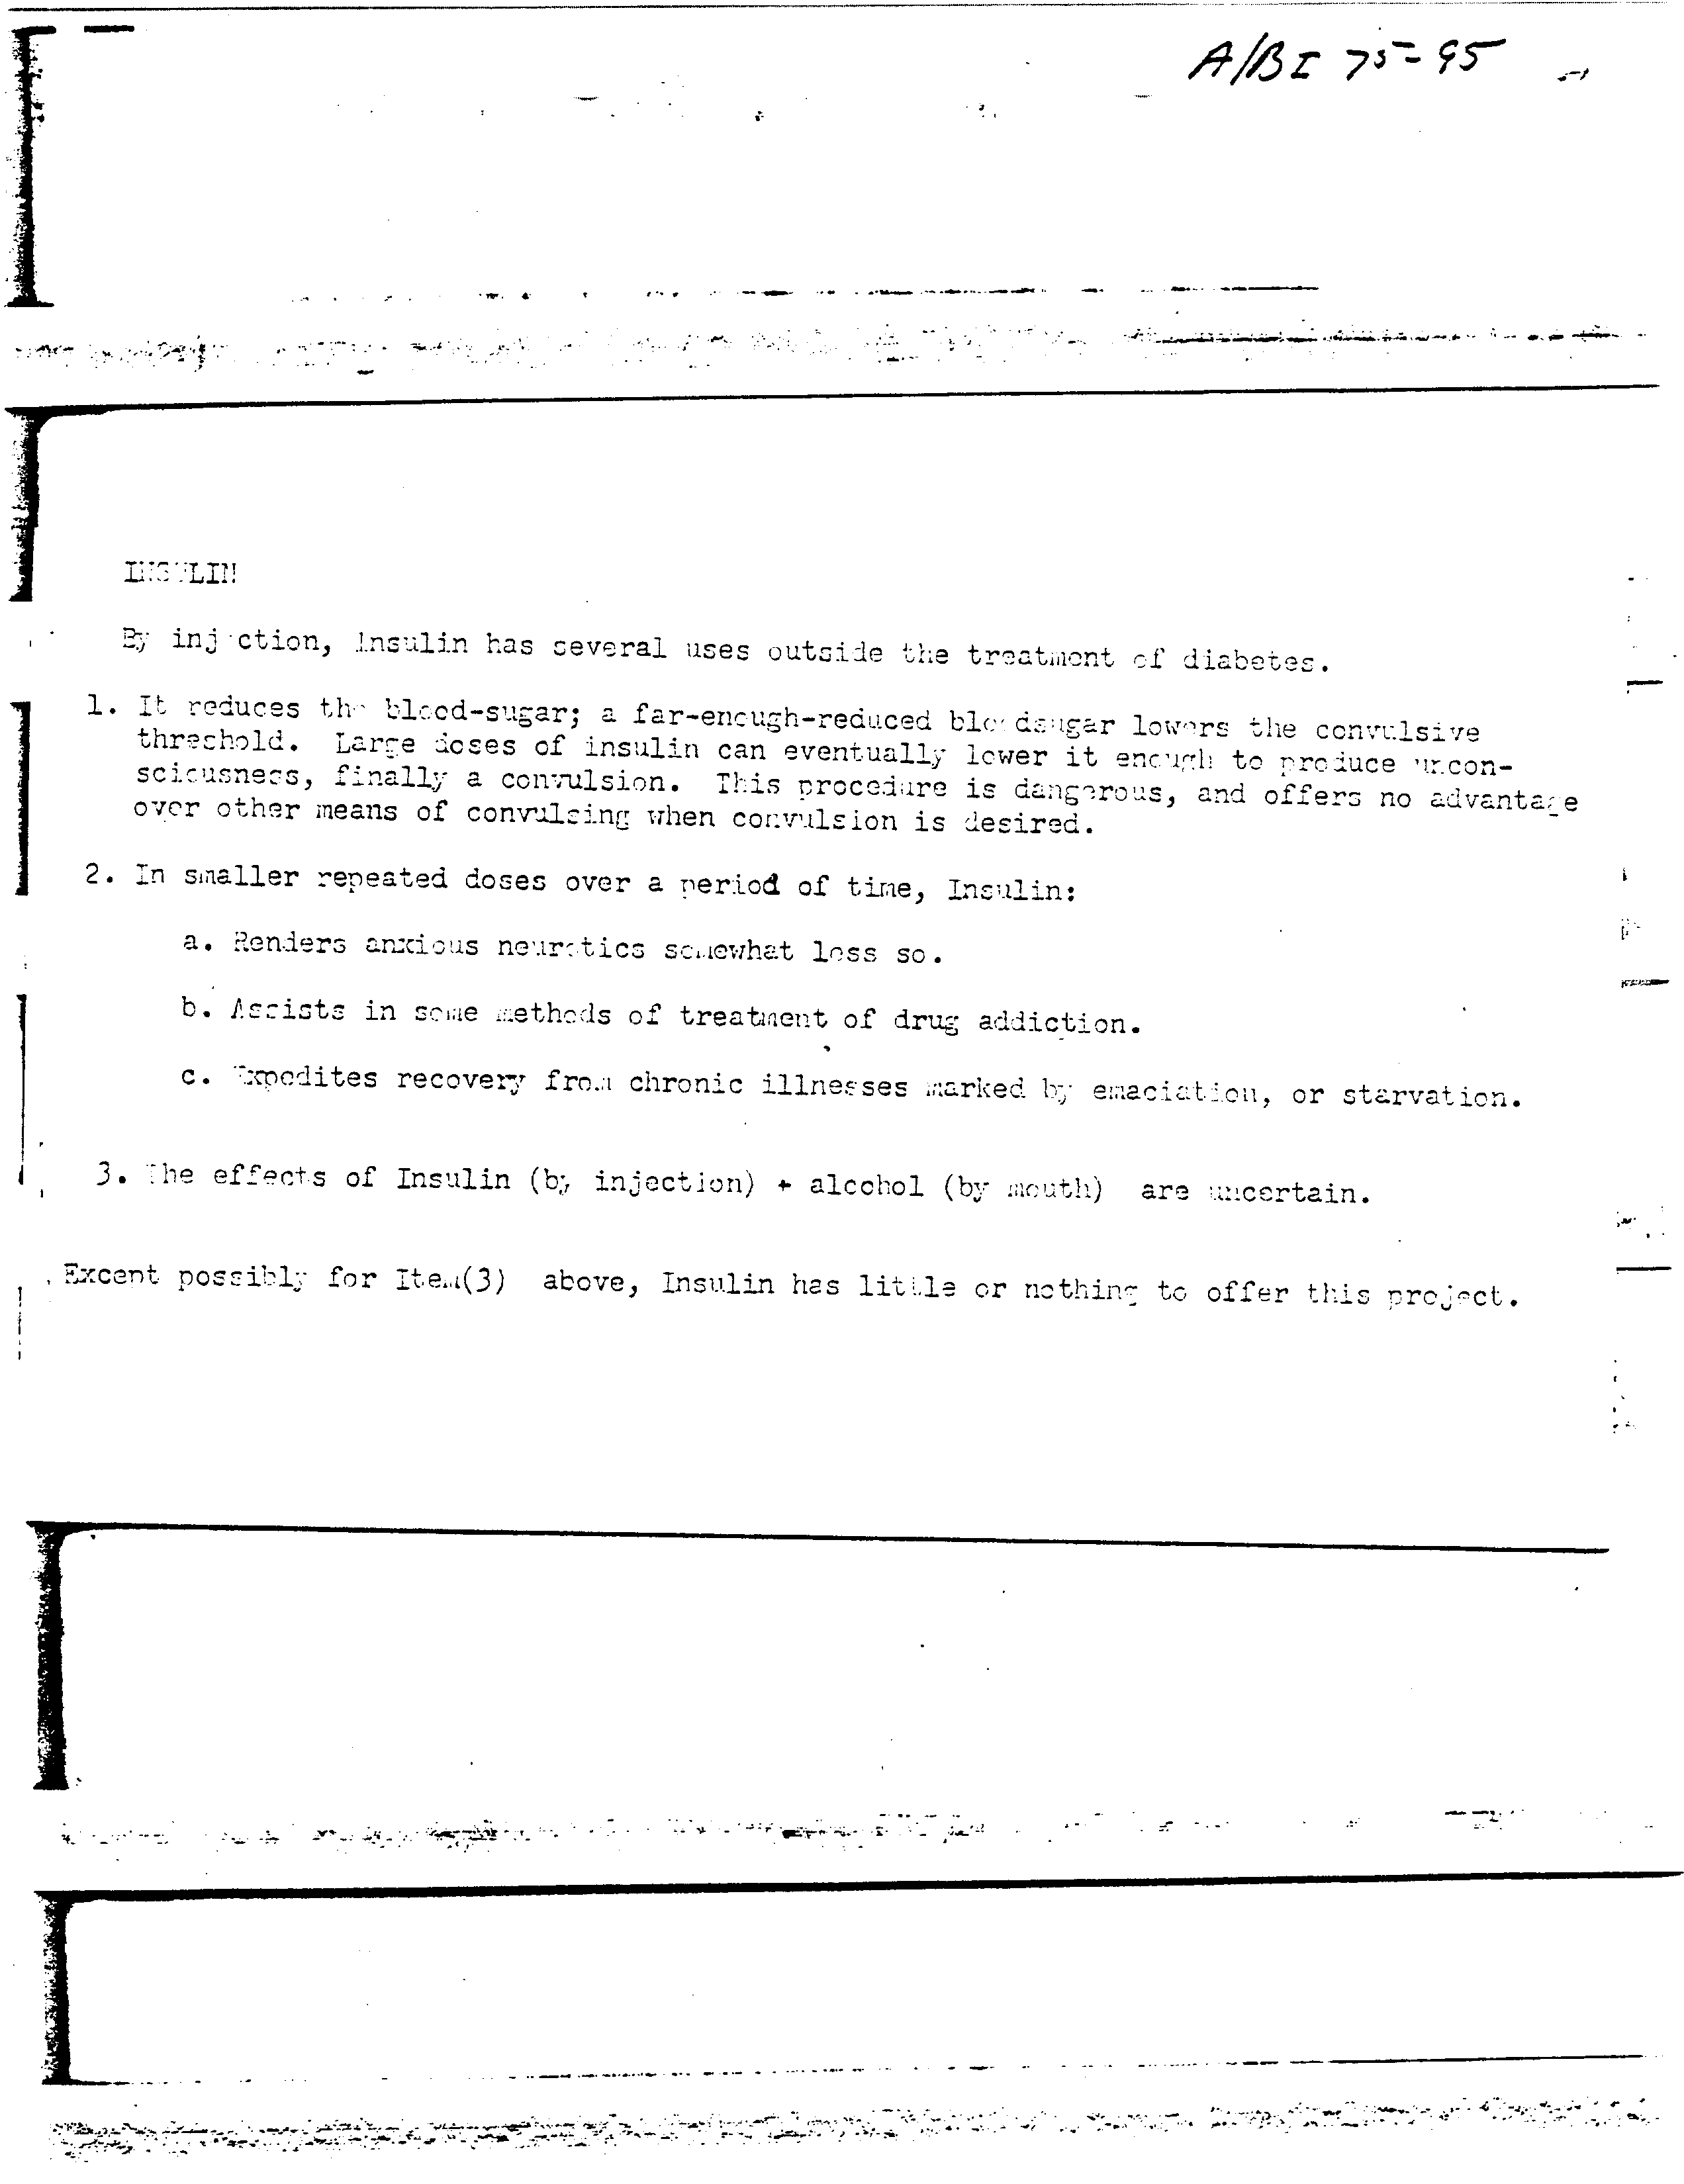 A/BI 75-95
INSULIN
By injection, Insulin has several uses outside the treatment of diabetes.
1. It reduces the blood-sugar; a far-enough-reduced bloodsugar lowers the convulsive
threshold. Large doses of insulin can eventually lower it enough to produce uncon-
sciousness, finally a convulsion. This procedure is dangerous, and offers no advantage
over other means of convulsing when convulsion is desired.
2. In smaller repeated doses over a period of time, Insulin:
a. Renders anxious neurotics somewhat less so.
b. Assists in some methods of treatment of drug addiction.
c. Expedites recovery from chronic illnesses marked by emaciation, or starvation.
3. The effects of Insulin (by injection) + alcohol (by mouth) are uncertain.
Except possibly for Item(3) above, Insulin has little or nothing to offer this project.